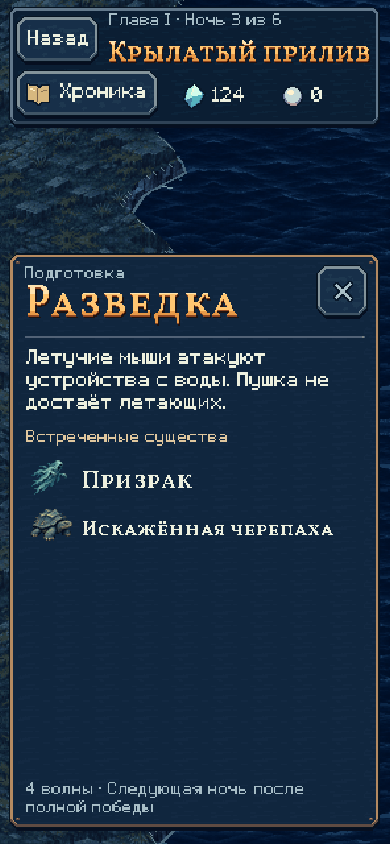 Глава I · Ночь 3 из 6
Назад
Крылатый прилив
Хроника
124
0
Подготовка
Разведка
Летучие мыши атакуют
устройства с воды. Пушка не
достаёт летающих.
Встреченные существа
Призрак
Искажённая черепаха
4 волны · Следующая ночь после
полной победы